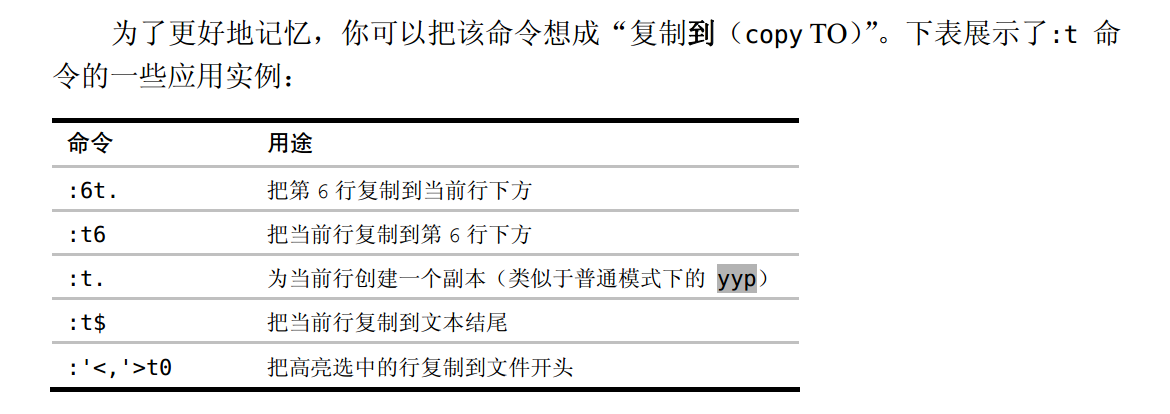 为了更好地记忆，你可以把该命令想成“复制到（copy TO）”。下表展示了:t 命
令的一些应用实例：
命令 用途
:6t. 把第 6 行复制到当前行下方
:t6 把当前行复制到第 6 行下方
:t. 为当前行创建一个副本（类似于普通模式下的 yyp）
:t$ 把当前行复制到文本结尾
:'<,'>t0 把高亮选中的行复制到文件开头